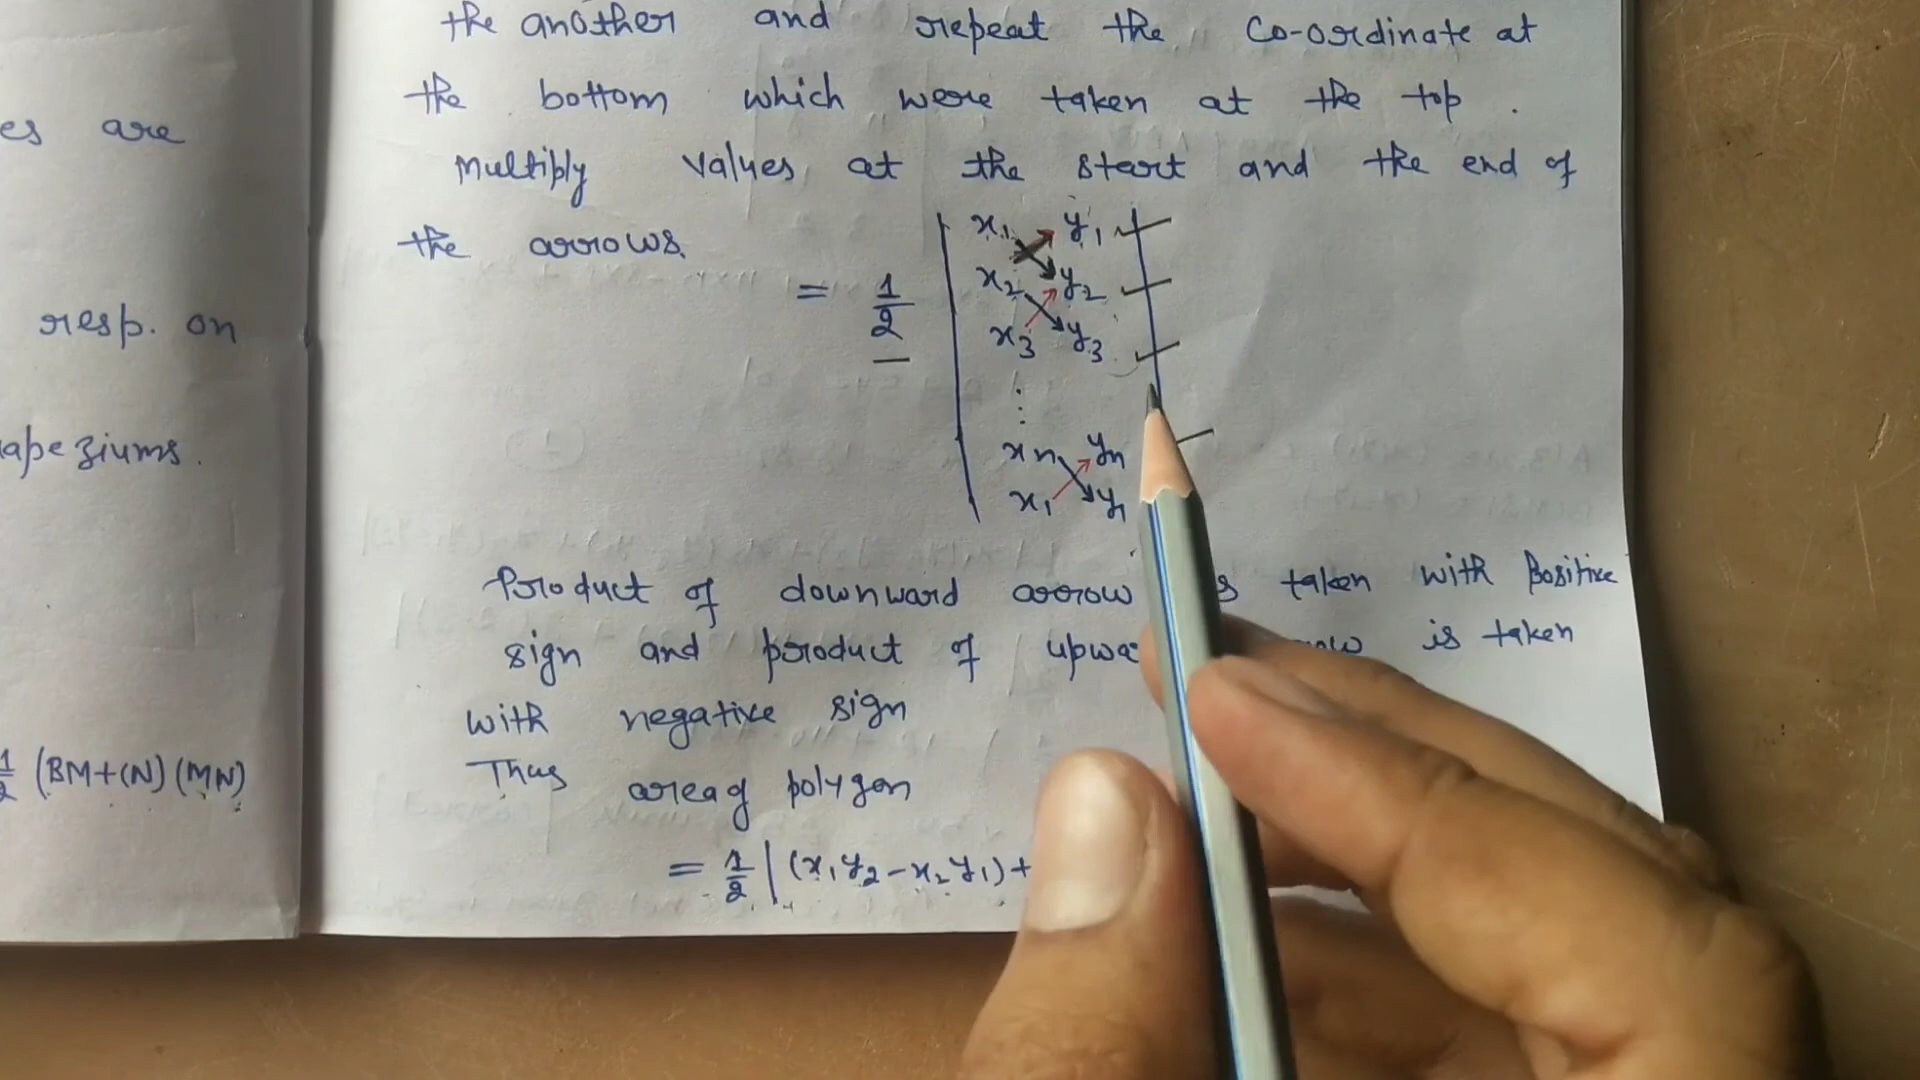 es are
resp. on
apeziums.
1/2 (BM+(N) (MN)
the another and repeat the Co-ordinate at
the bottom which were taken at the top .
Multiply values at the start and the end of
the arrows.
= 1/2 | x₁ y₁ |
x₂ y₂
x₃ y₃
⋮
xn yn
x₁ y₁
Product of downward arrow is taken with positive
sign and product of is taken
with negative sign
Thus area of polygon
= 1/2 | (x₁y₂ - x₂y₁) +